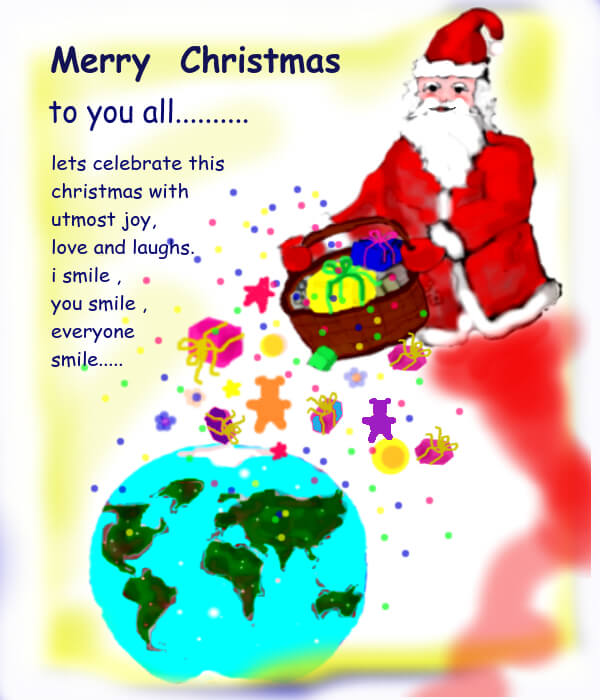 Merry Christmas
to you all..........
lets celebrate this
christmas with
utmost joy,
love and laughs.
i smile ,
you smile ,
everyone
smile.....